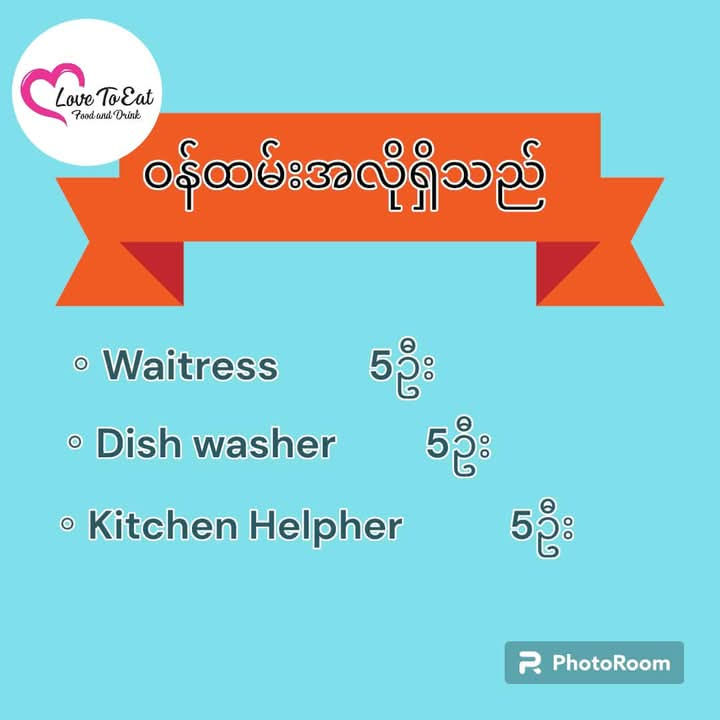 Love To Eat
Food and Drink
ဝန်ထမ်းအလိုရှိသည်
◦ Waitress 5ဦး
◦ Dish washer 5ဦး
◦ Kitchen Helpher 5ဦး
PhotoRoom